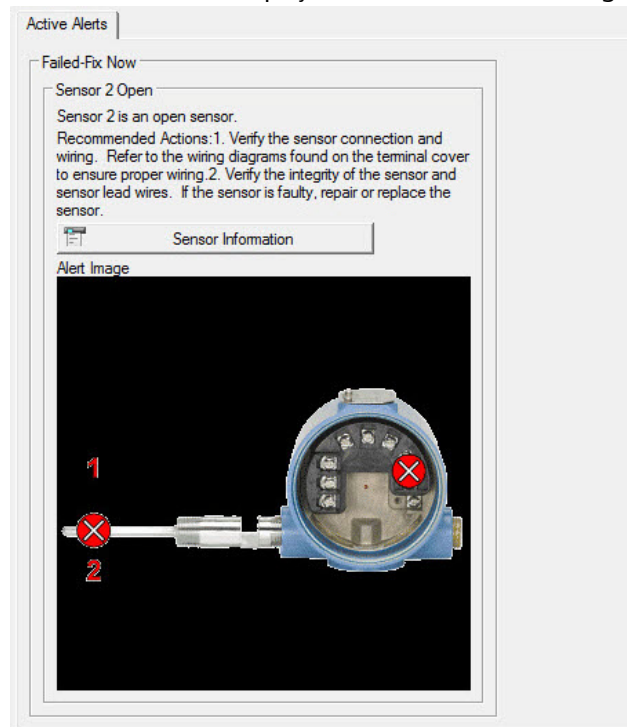 Active Alerts
Failed-Fix Now
Sensor 2 Open
Sensor 2 is an open sensor.
Recommended Actions:1. Verify the sensor connection and
wiring.  Refer to the wiring diagrams found on the terminal cover
to ensure proper wiring.2. Verify the integrity of the sensor and
sensor lead wires.  If the sensor is faulty, repair or replace the
sensor.
Sensor Information
Alert Image
1
2